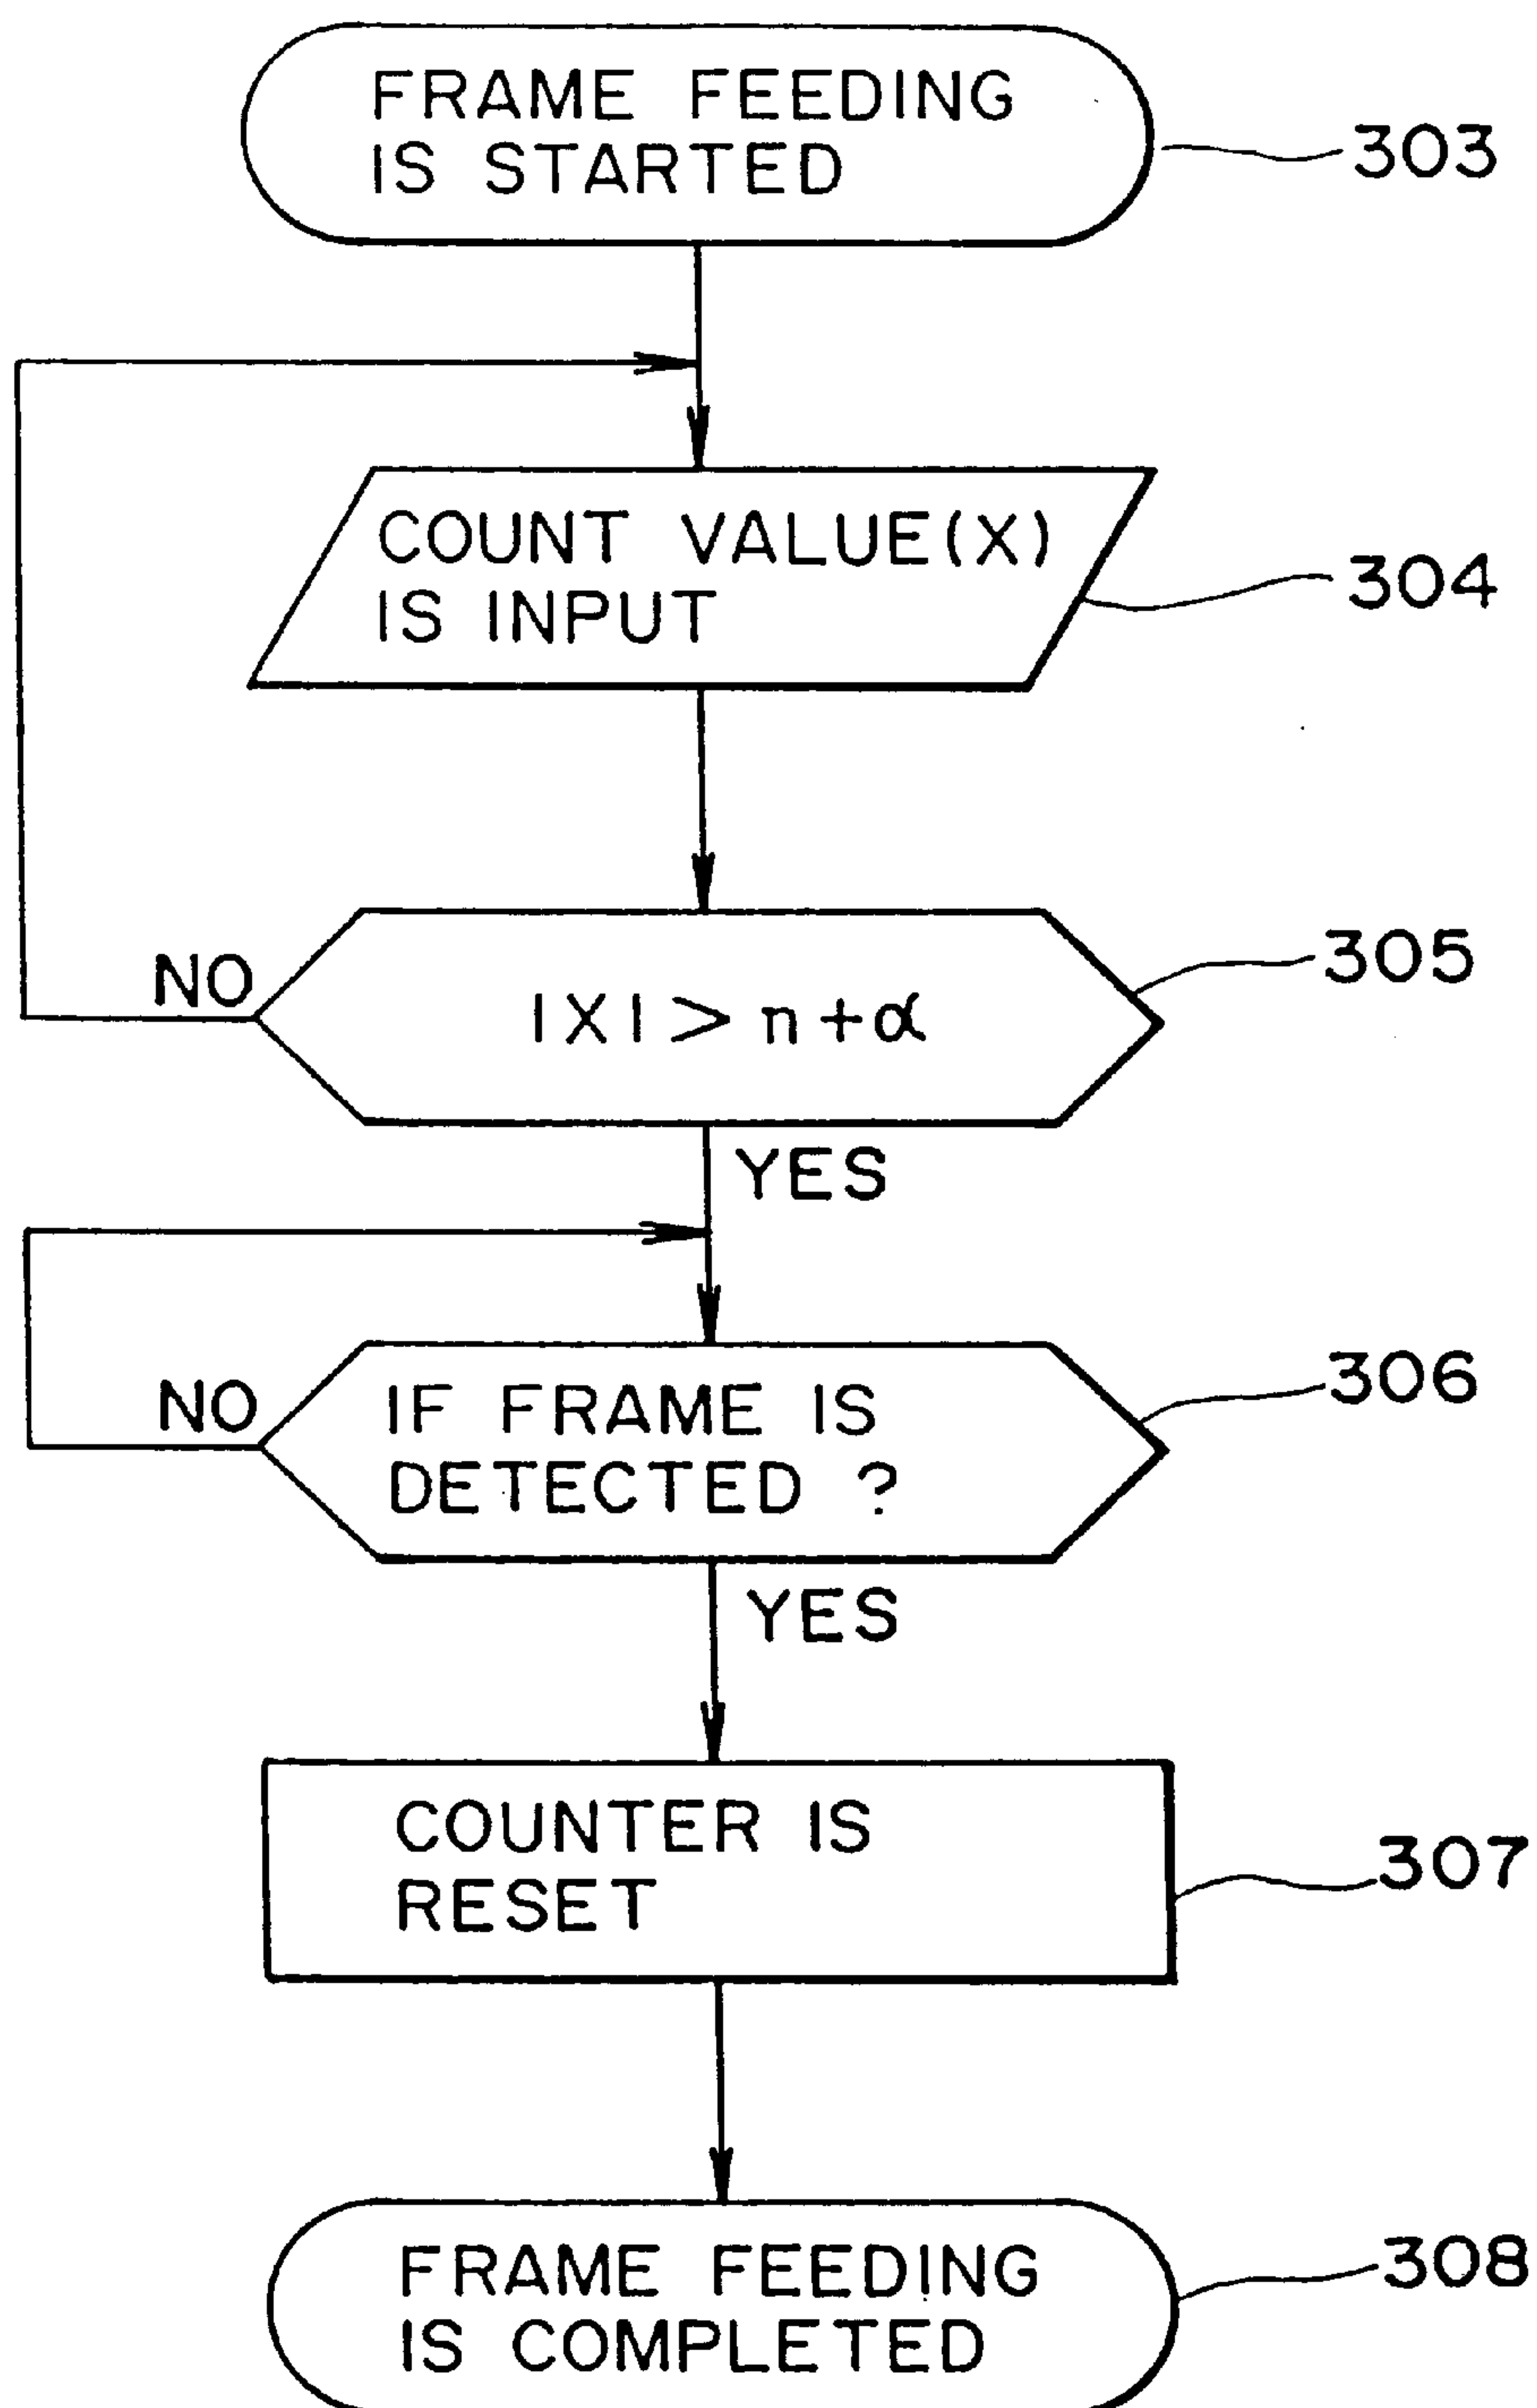 FRAME FEEDING
IS STARTED
303
COUNT VALUE(X)
IS INPUT
304
NO
|X| > n+α
305
YES
NO
IF FRAME IS
DETECTED ?
306
YES
COUNTER IS
RESET
307
FRAME FEEDING
IS COMPLETED
308